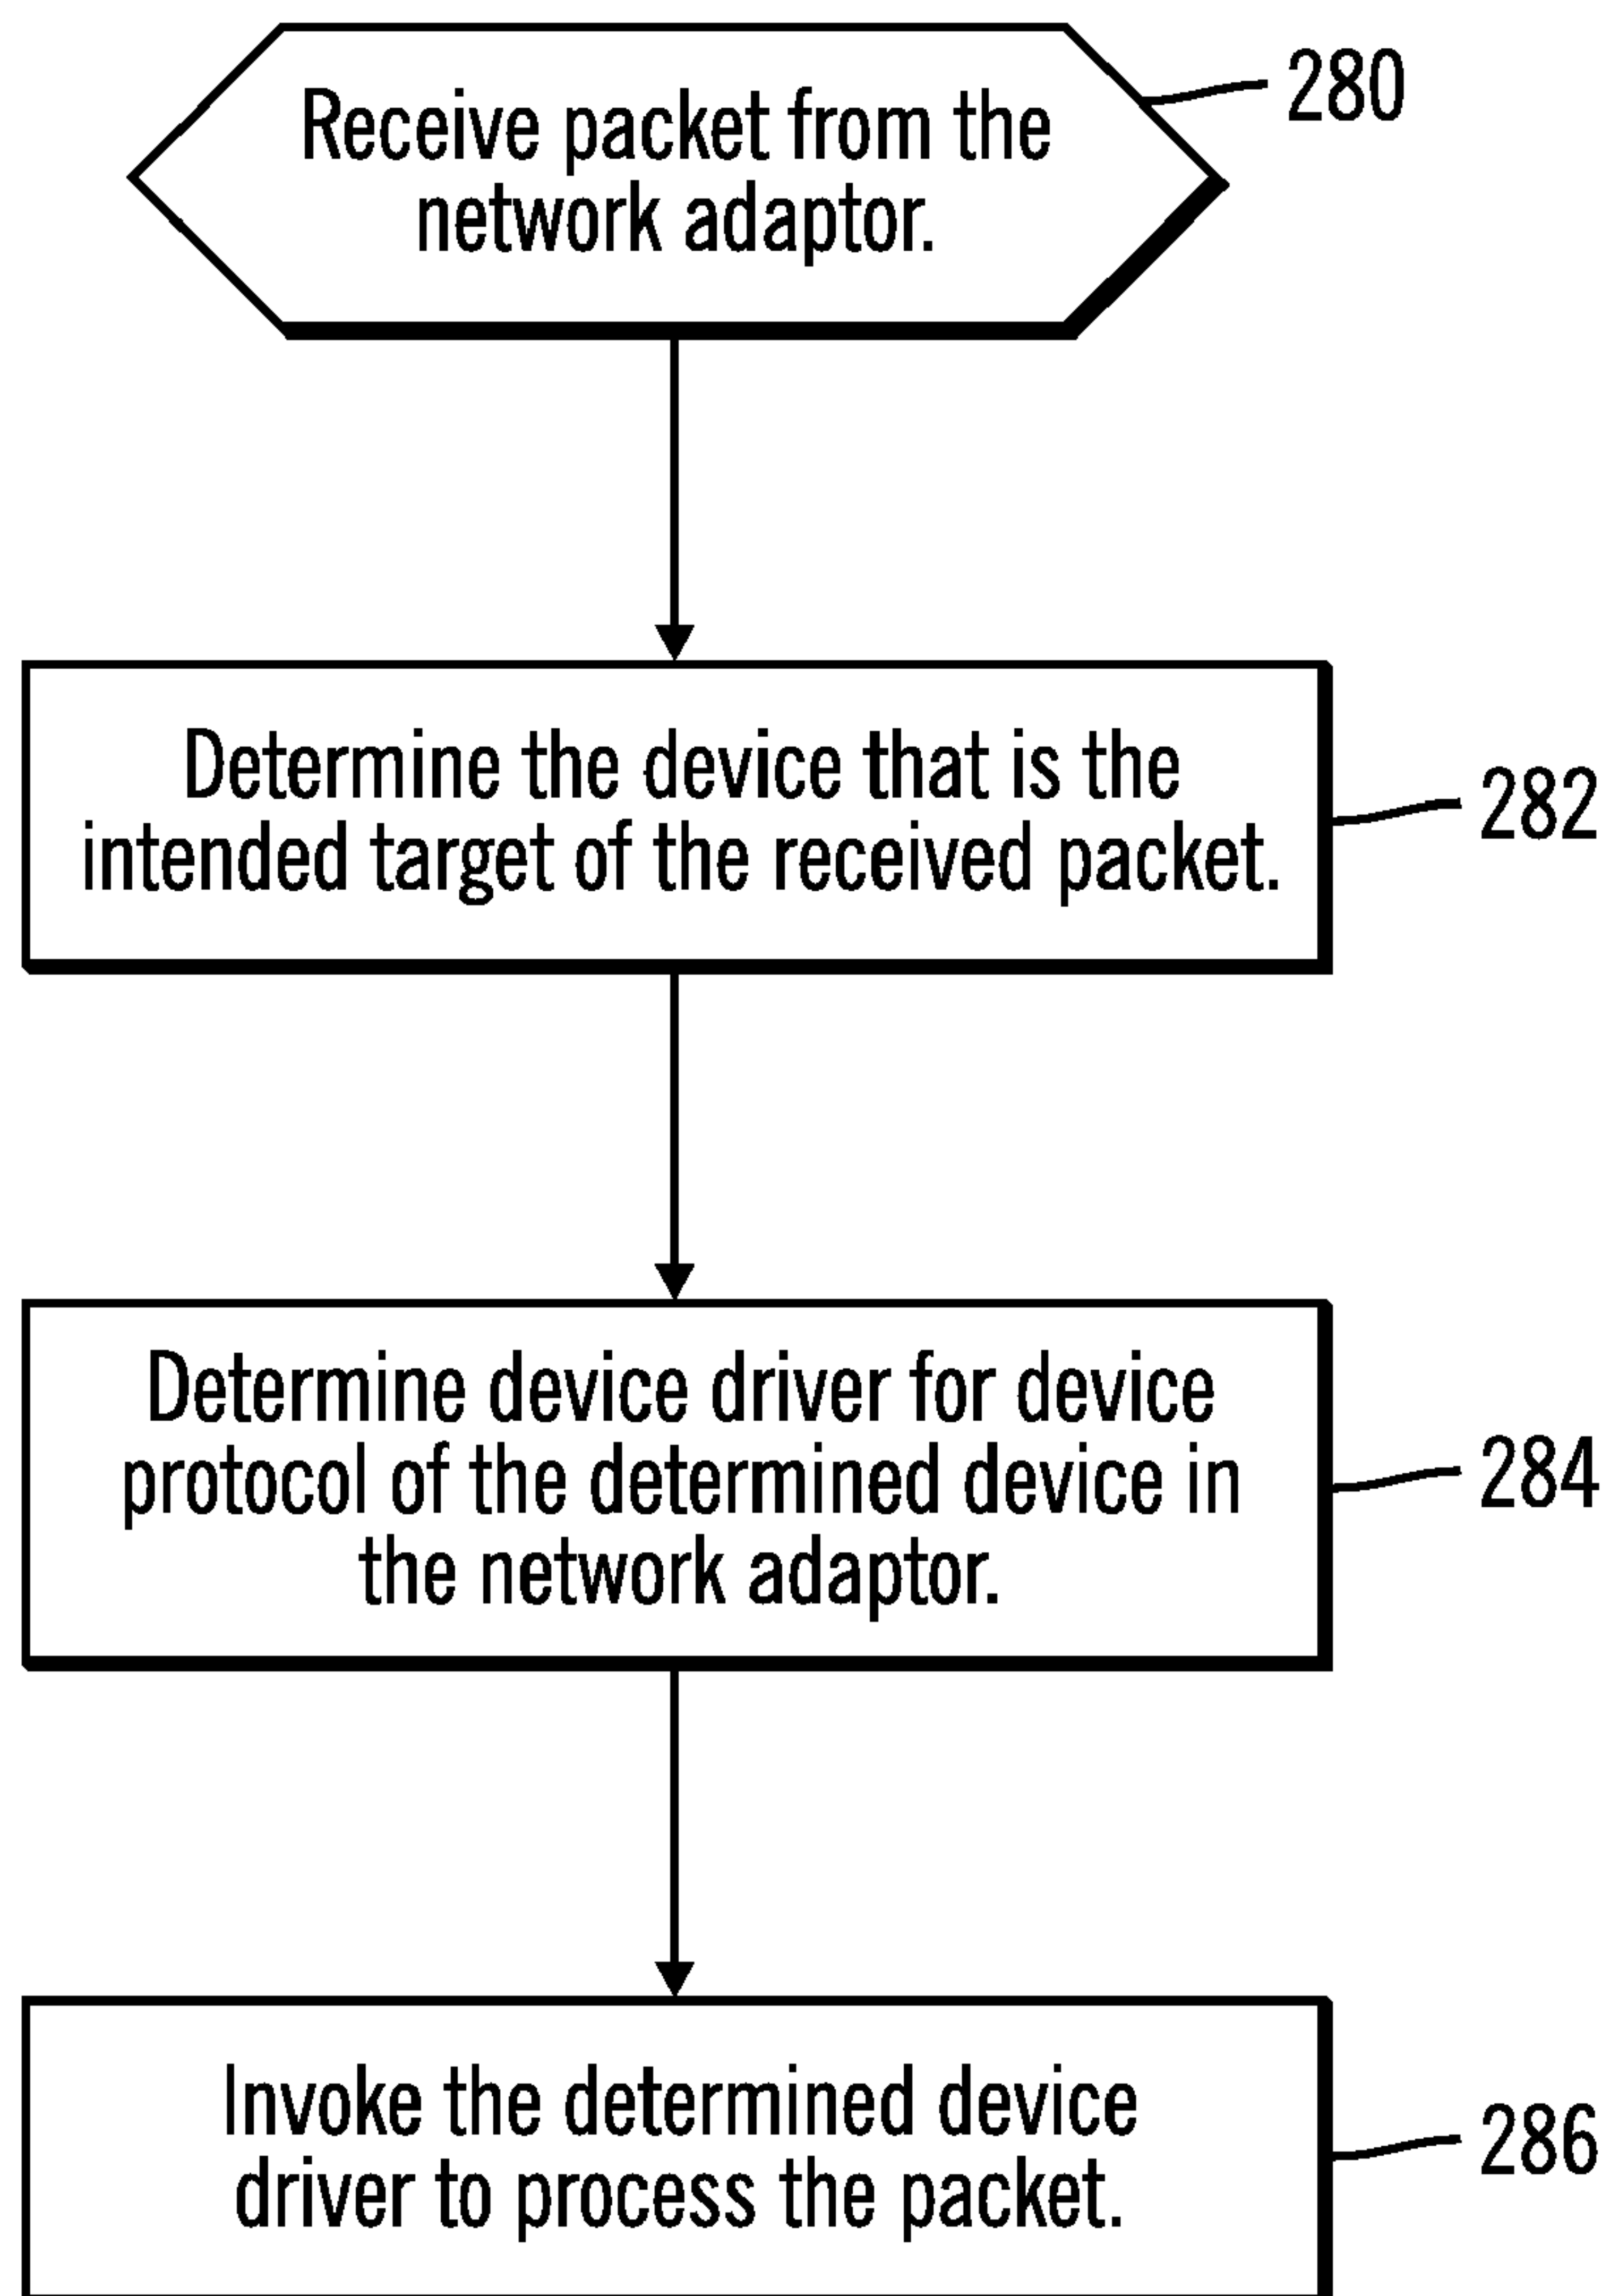 Receive packet from the
network adaptor.
280
Determine the device that is the
intended target of the received packet.
282
Determine device driver for device
protocol of the determined device in
the network adaptor.
284
Invoke the determined device
driver to process the packet.
286